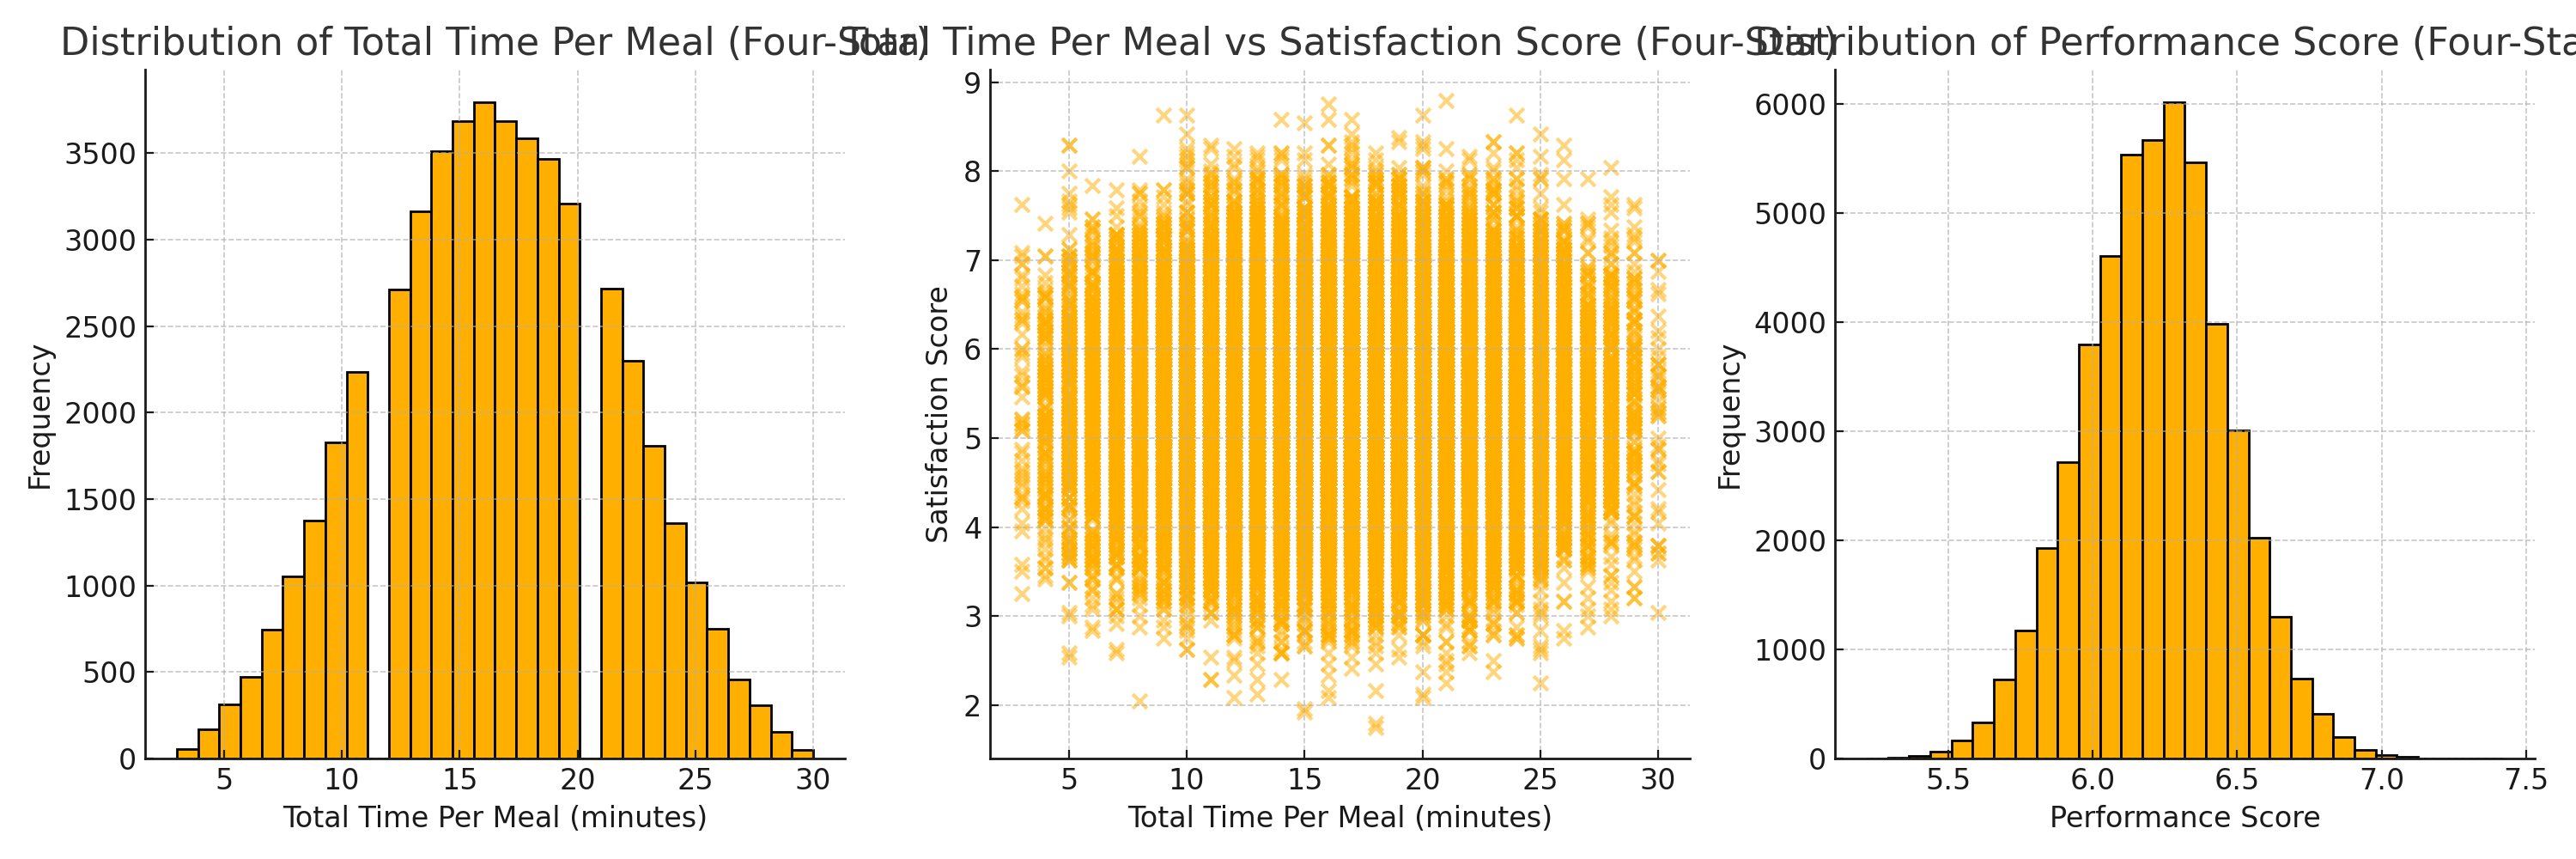 Distribution of Total Time Per Meal (Four-Star)
3500
3000
2500
2000
1500
1000
500
0
Frequency
5 10 15 20 25 30
Total Time Per Meal (minutes)
Total Time Per Meal vs Satisfaction Score (Four-Star)
9
8
7
6
5
4
3
2
Satisfaction Score
5 10 15 20 25 30
Total Time Per Meal (minutes)
Distribution of Performance Score (Four-Sta
6000
5000
4000
3000
2000
1000
0
Frequency
5.5 6.0 6.5 7.0 7.5
Performance Score